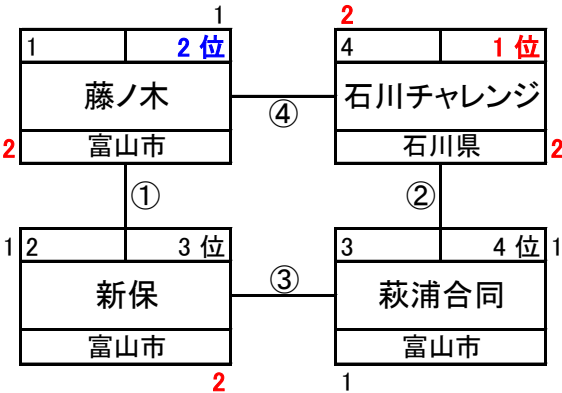 1 2
1 2 位 4 1 位
藤ノ木 ④ 石川チャレンジ
2 富山市 石川県 2
① ②
1 2 3 位 3 4 位 1
新保 ③ 萩浦合同
富山市 富山市
2 1